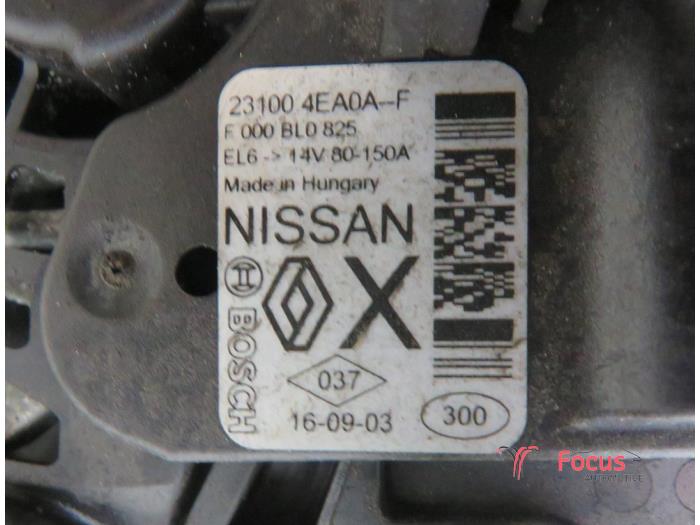 23100 4EA0A--F
F 000 BL0 825
EL6 -> 14V 80-150A
Made in Hungary
NISSAN
X
BOSCH
037
16-09-03
300
Focus
AUTOMOTIVE